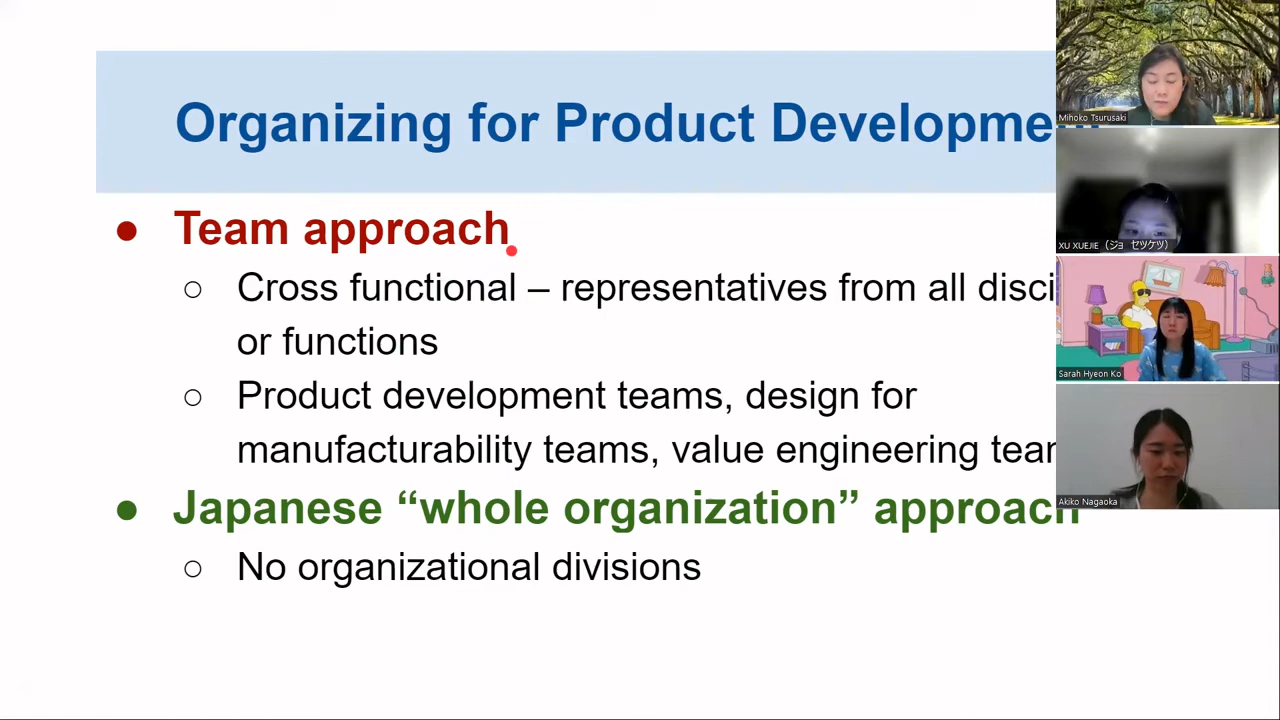 Organizing for Product Developmen
● Team approach
○ Cross functional – representatives from all disci
or functions
○ Product development teams, design for
manufacturability teams, value engineering tea
● Japanese “whole organization” approach
○ No organizational divisions
Mihoko Tsurusaki
XU XUEJIE（ジョ セツケツ）
Sarah Hyeon Ko
Akiko Nagaoka